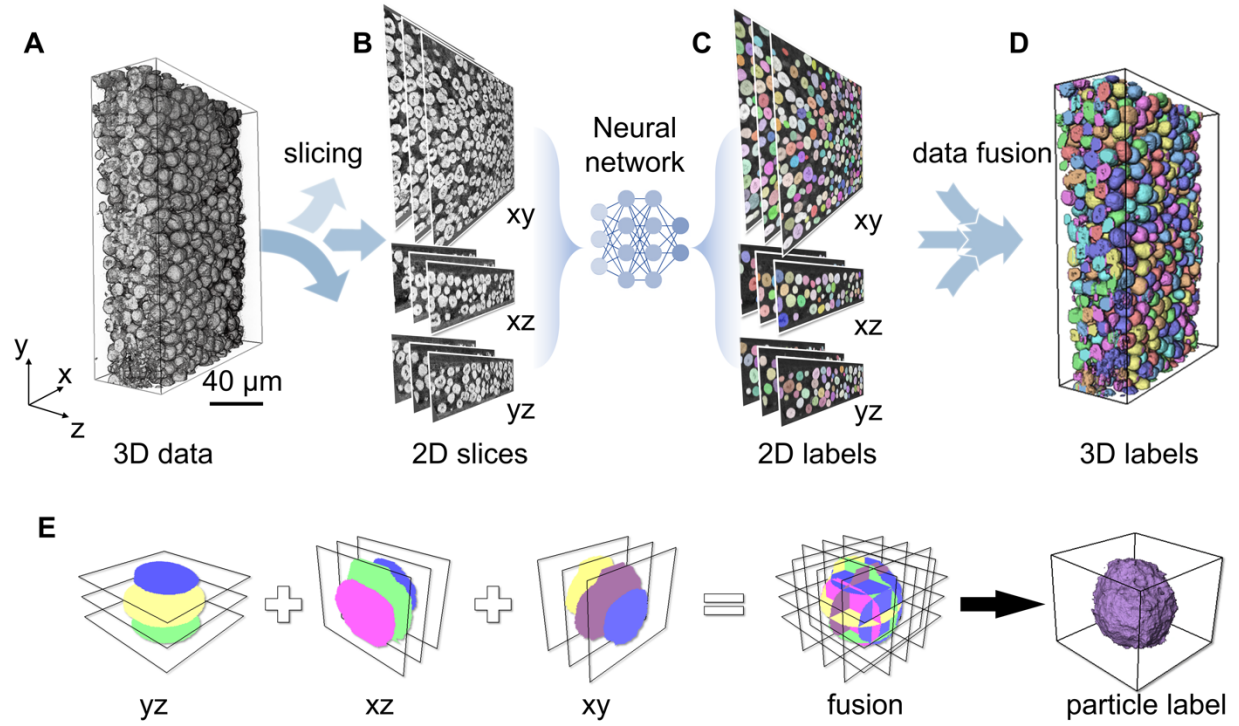 A
B
C
D
slicing
Neural
network
data fusion
xy
xy
xz
xz
yz
yz
y
x
z
40 μm
3D data
2D slices
2D labels
3D labels
E
yz
xz
xy
fusion
particle label